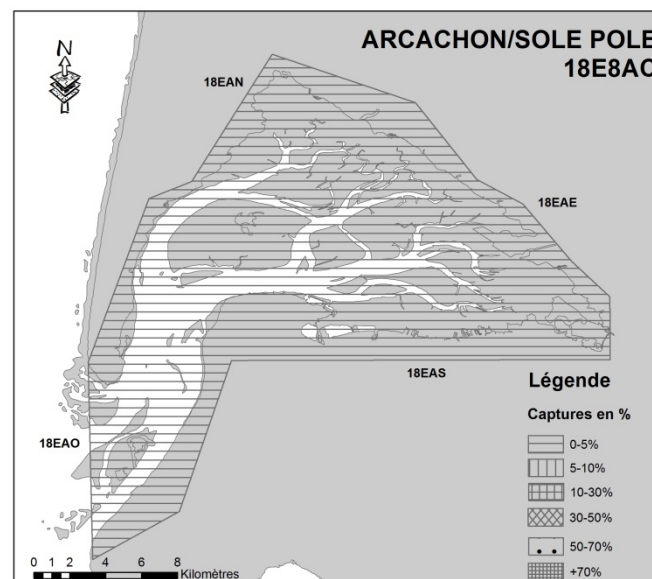 ARCACHON/SOLE POLE
18E8AC
N
18EAN
18EAE
18EAS
18EAO
Légende
Captures en %
0-5%
5-10%
10-30%
30-50%
50-70%
+70%
0 1 2 4 6 8
Kilomètres